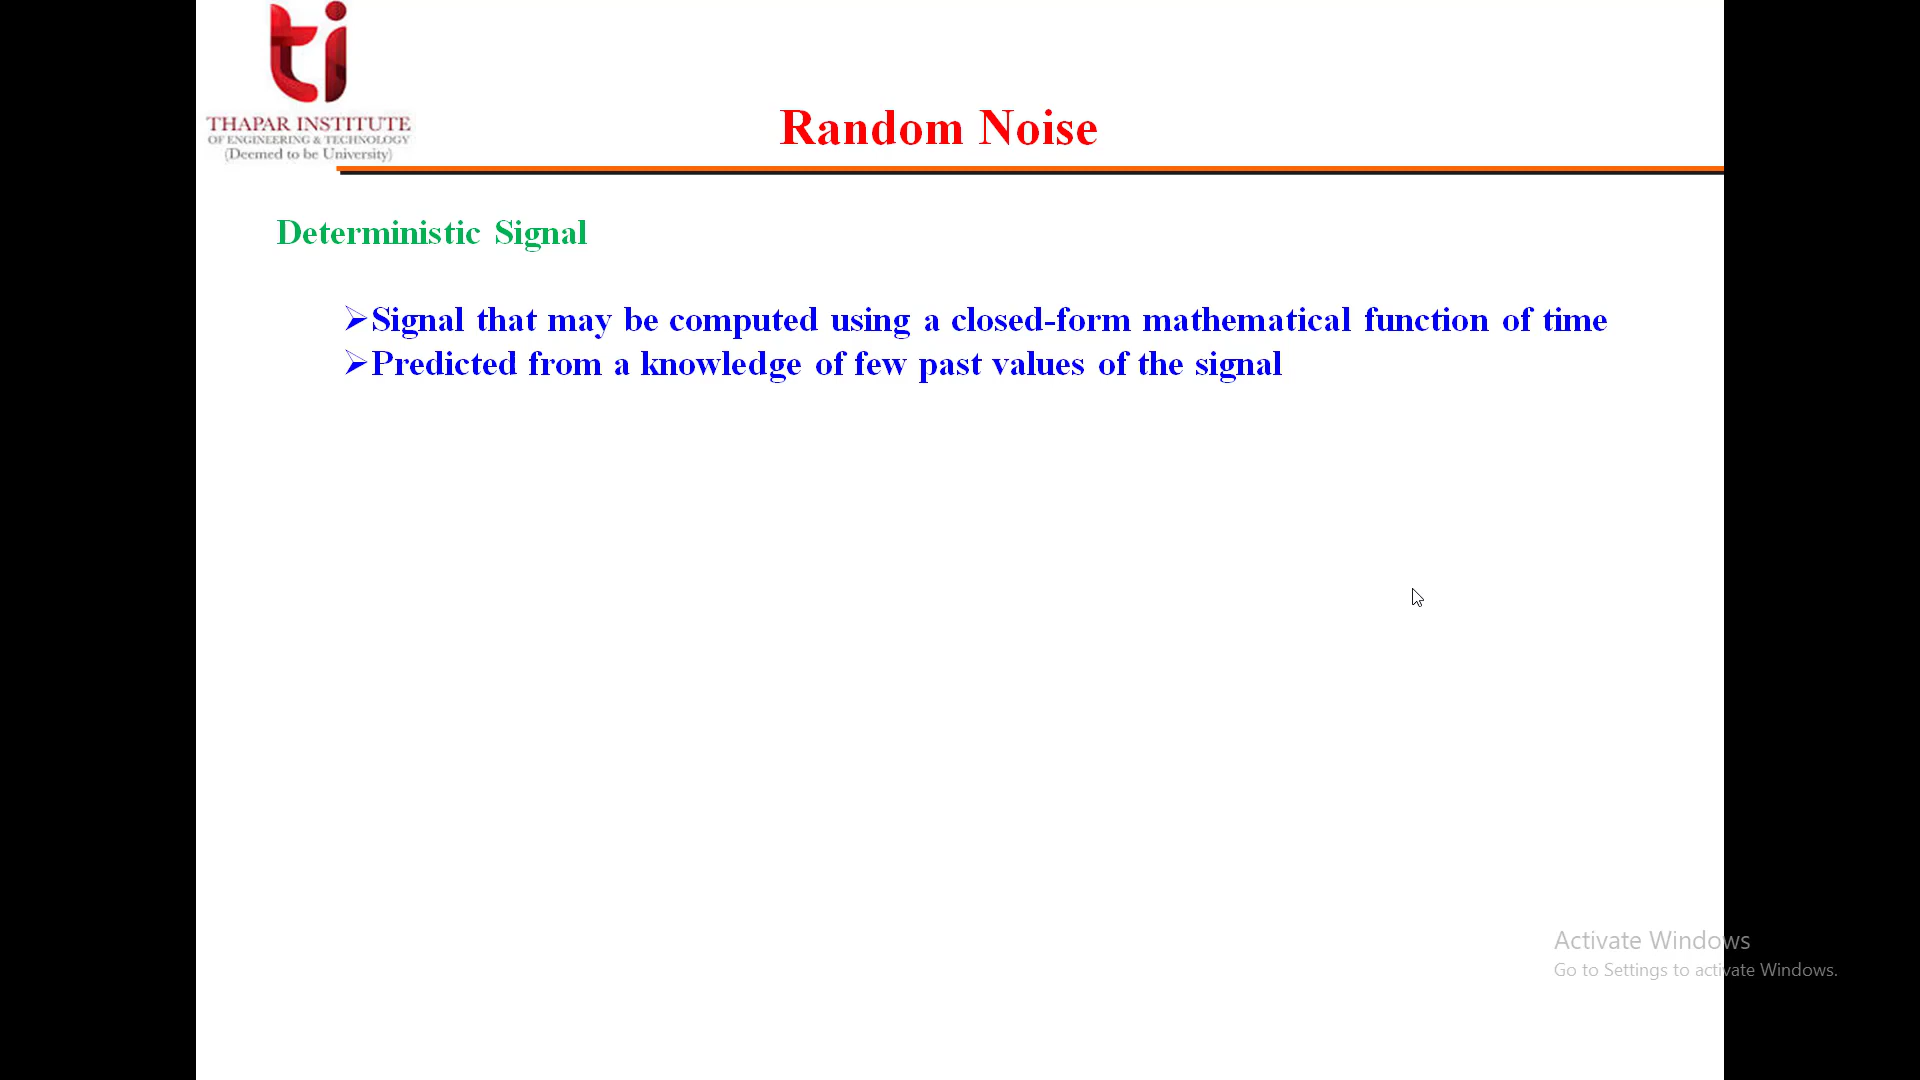 ti
THAPAR INSTITUTE
OF ENGINEERING & TECHNOLOGY
(Deemed to be University)
Random Noise
Deterministic Signal
➢Signal that may be computed using a closed-form mathematical function of time
➢Predicted from a knowledge of few past values of the signal
Activate Windows
Go to Settings to activate Windows.